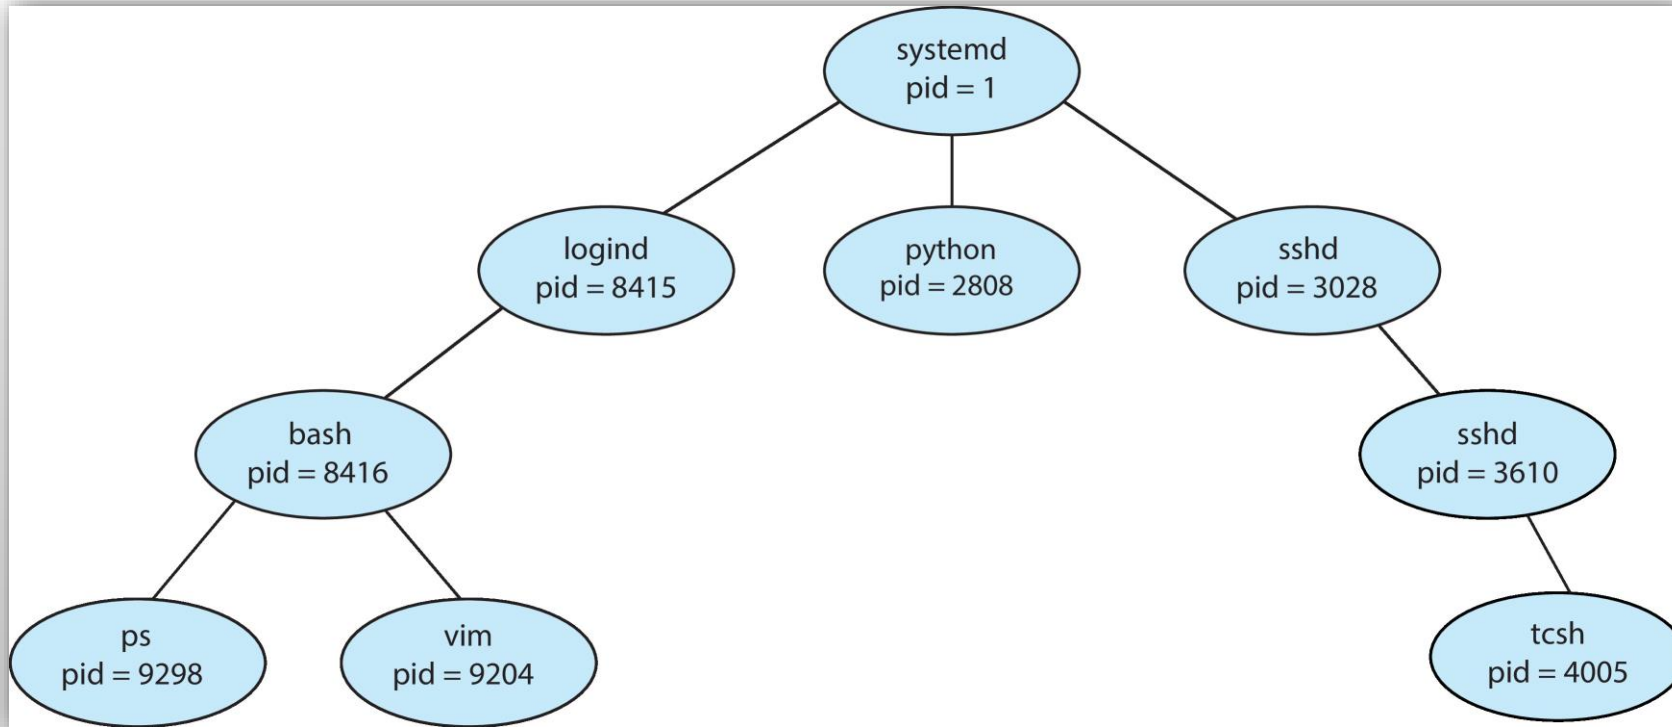 systemd
pid = 1
logind
pid = 8415
python
pid = 2808
sshd
pid = 3028
bash
pid = 8416
sshd
pid = 3610
ps
pid = 9298
vim
pid = 9204
tcsh
pid = 4005